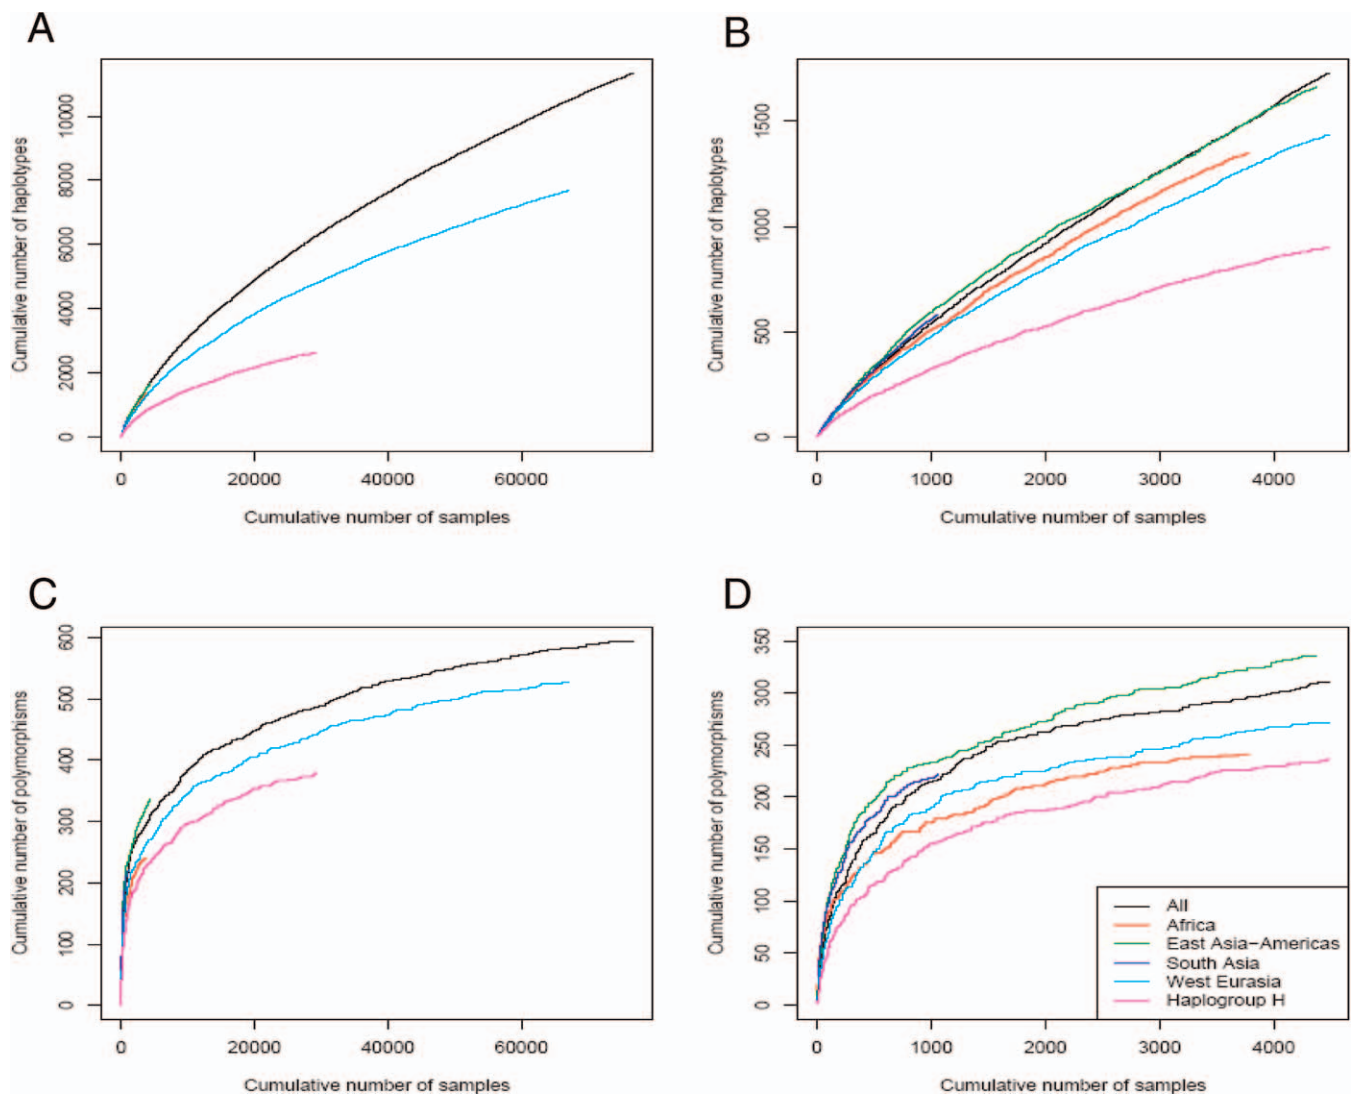 A
B
Cumulative number of haplotypes
0 2000 4000 6000 8000 10000
0 20000 40000 60000
Cumulative number of samples
Cumulative number of haplotypes
0 500 1000 1500
0 1000 2000 3000 4000
Cumulative number of samples
C
D
Cumulative number of polymorphisms
0 100 200 300 400 500 600
0 20000 40000 60000
Cumulative number of samples
Cumulative number of polymorphisms
0 50 100 150 200 250 300 350
0 1000 2000 3000 4000
Cumulative number of samples
All
Africa
East Asia-Americas
South Asia
West Eurasia
Haplogroup H